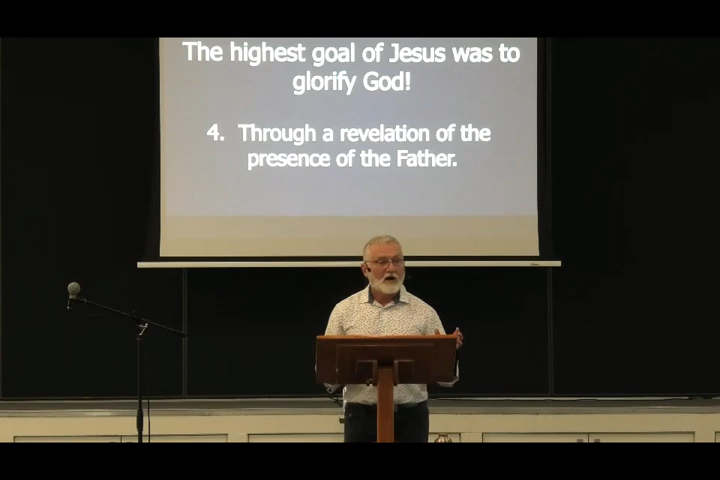 The highest goal of Jesus was to
glorify God!
4. Through a revelation of the
presence of the Father.